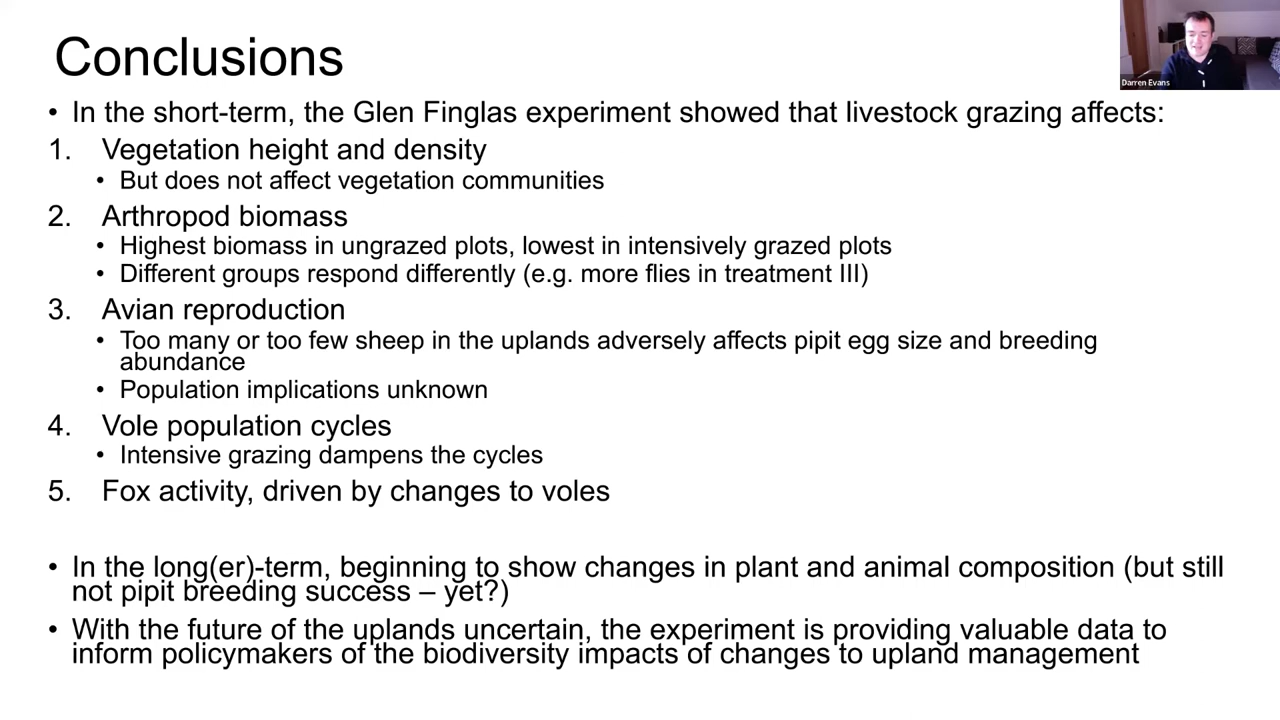 Conclusions
Darren Evans
• In the short-term, the Glen Finglas experiment showed that livestock grazing affects:
1. Vegetation height and density
• But does not affect vegetation communities
2. Arthropod biomass
• Highest biomass in ungrazed plots, lowest in intensively grazed plots
• Different groups respond differently (e.g. more flies in treatment III)
3. Avian reproduction
• Too many or too few sheep in the uplands adversely affects pipit egg size and breeding
abundance
• Population implications unknown
4. Vole population cycles
• Intensive grazing dampens the cycles
5. Fox activity, driven by changes to voles
• In the long(er)-term, beginning to show changes in plant and animal composition (but still
not pipit breeding success – yet?)
• With the future of the uplands uncertain, the experiment is providing valuable data to
inform policymakers of the biodiversity impacts of changes to upland management